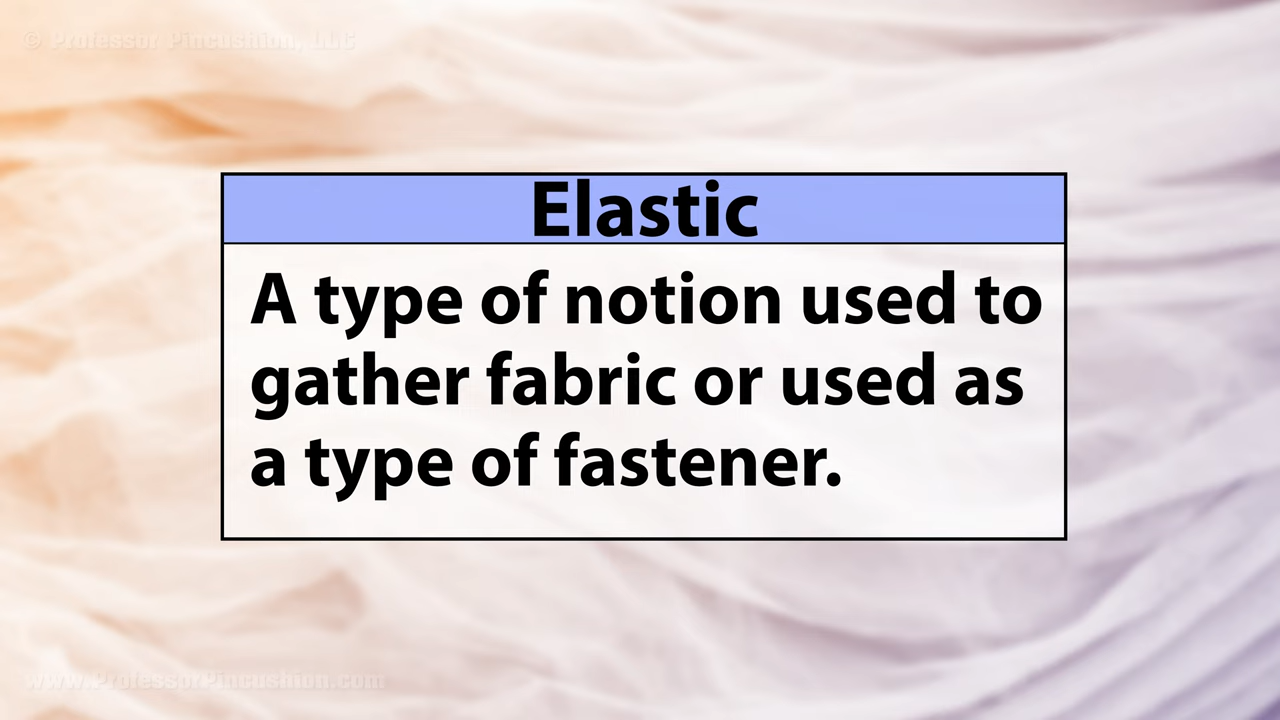 © Professor Pincushion, LLC
Elastic
A type of notion used to
gather fabric or used as
a type of fastener.
www.ProfessorPincushion.com